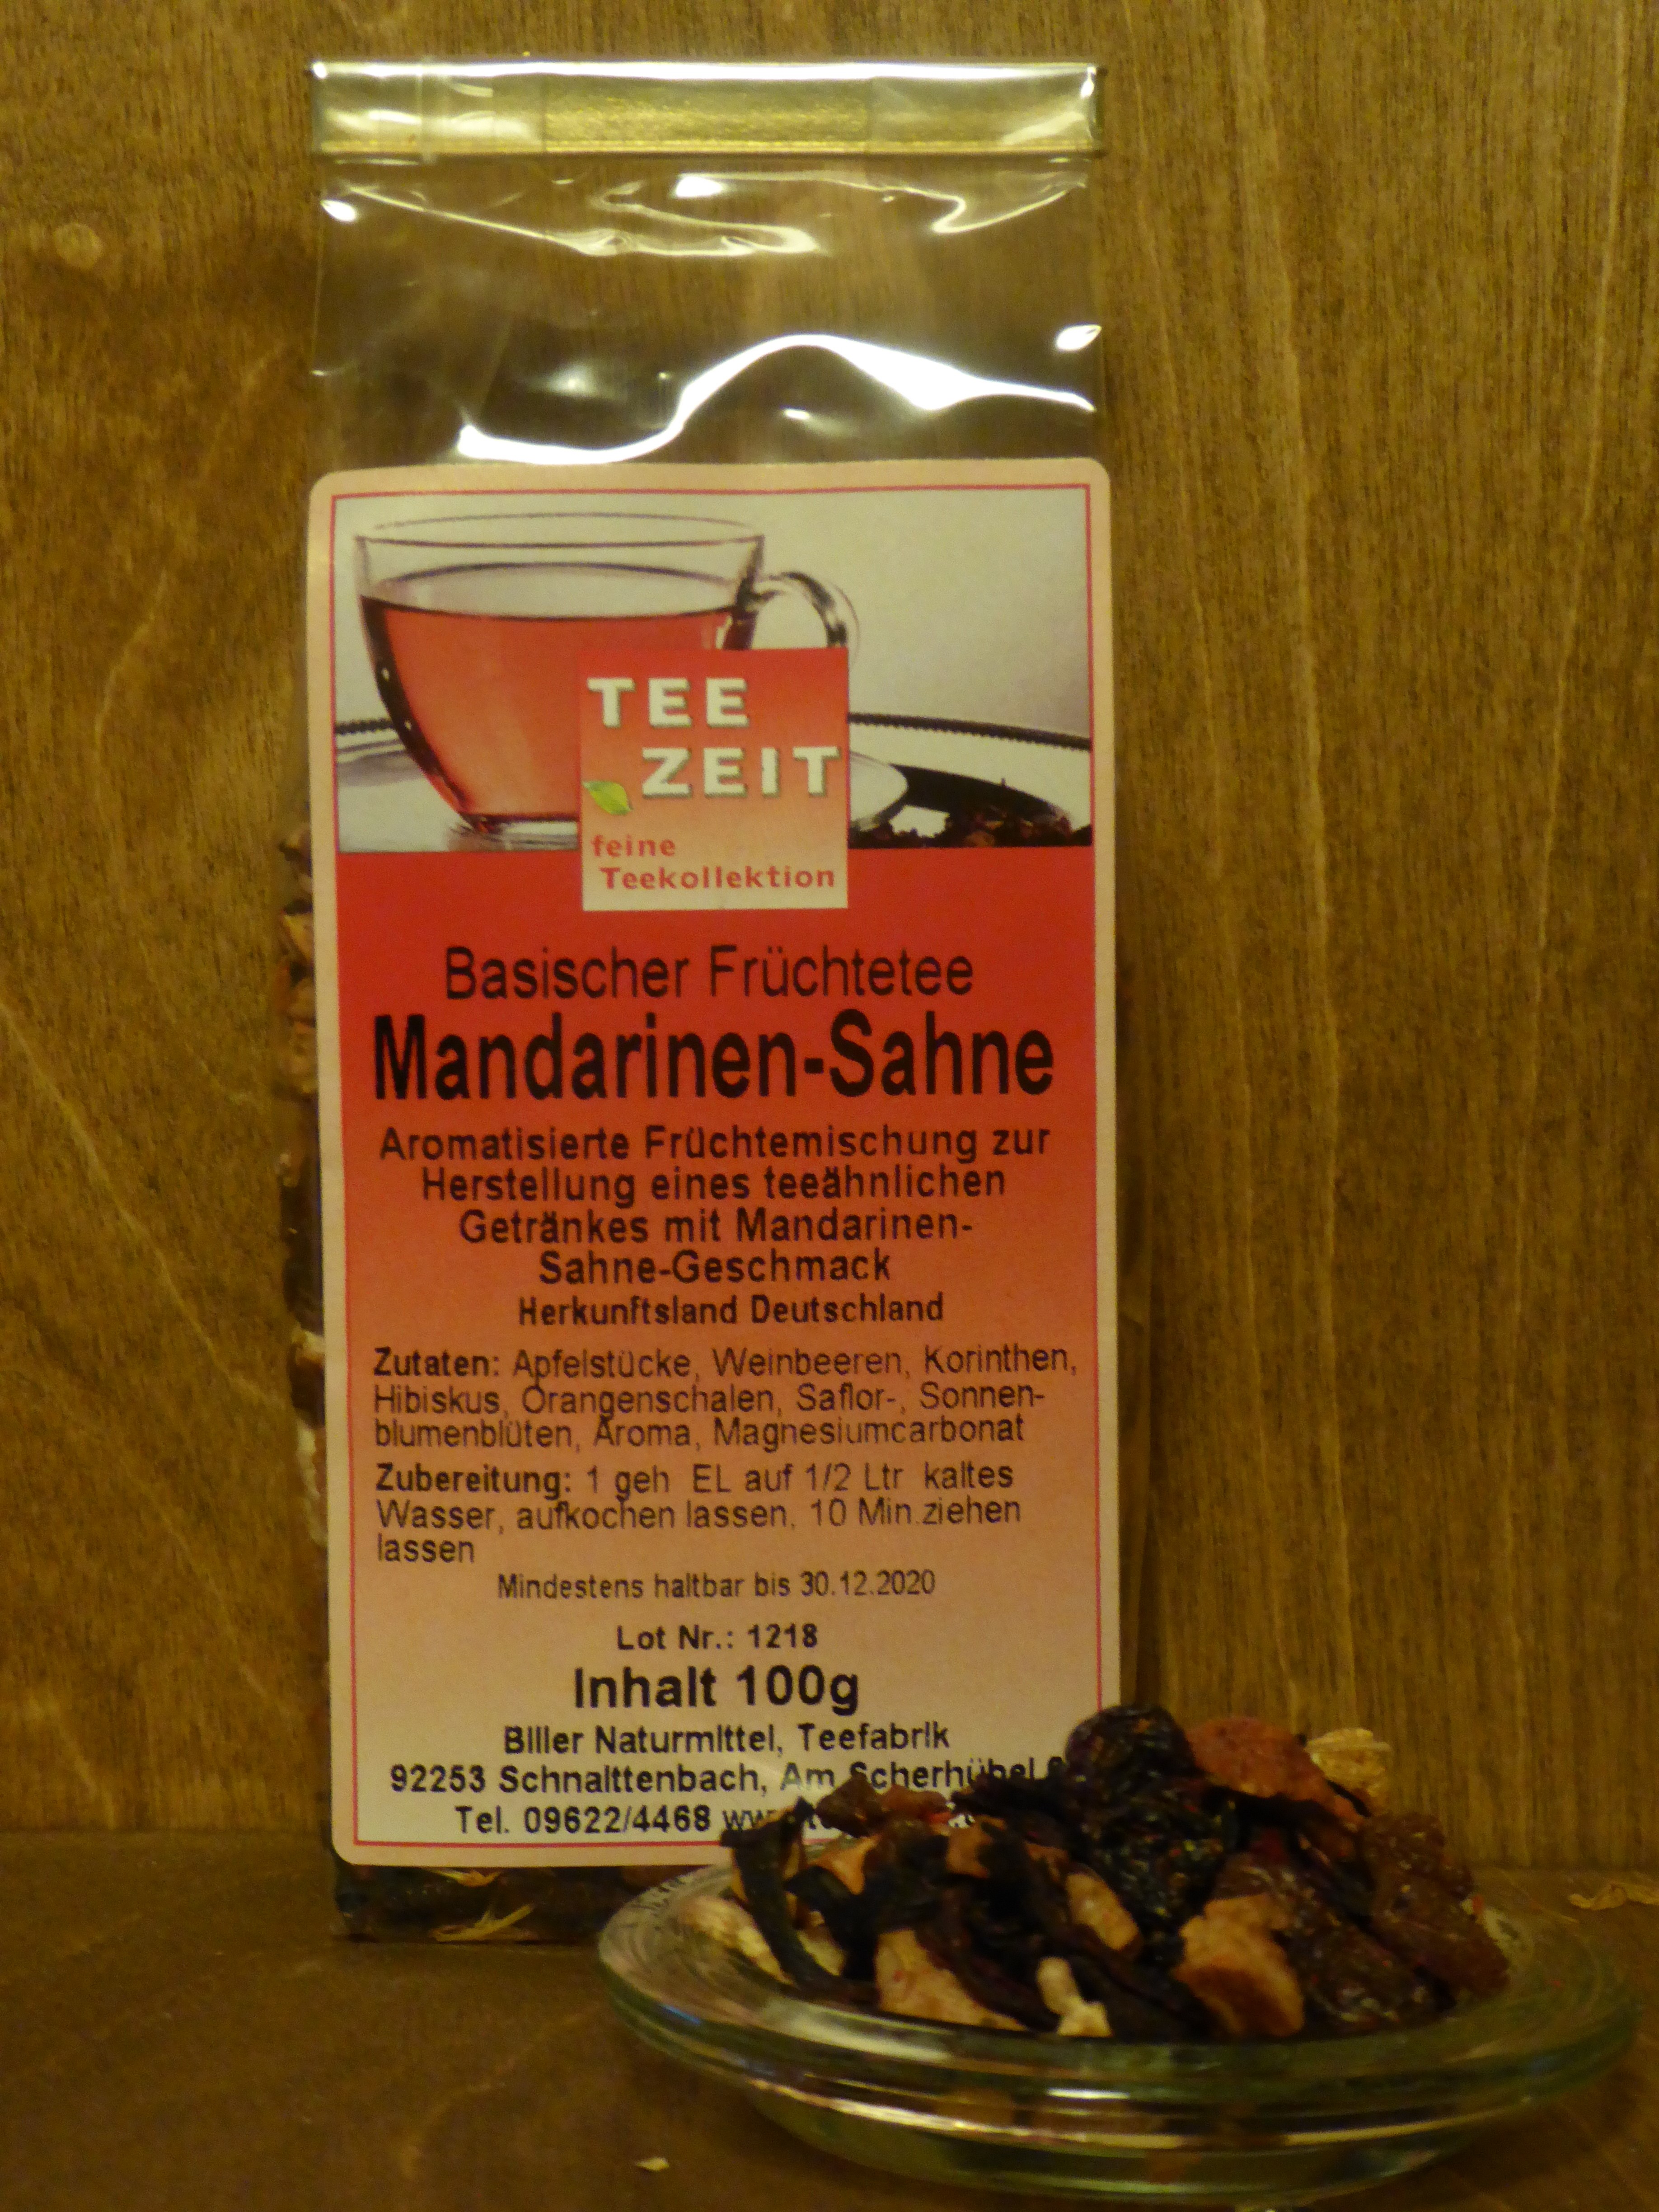 TEE
ZEIT
feine
Teekollektion
Basischer Früchtetee
Mandarinen-Sahne
Aromatisierte Früchtemischung zur
Herstellung eines teeähnlichen
Getränkes mit Mandarinen-
Sahne-Geschmack
Herkunftsland Deutschland
Zutaten: Apfelstücke, Weinbeeren, Korinthen,
Hibiskus, Orangenschalen, Saflor-, Sonnen-
blumenblüten, Aroma, Magnesiumcarbonat
Zubereitung: 1 geh EL auf 1/2 Ltr kaltes
Wasser, aufkochen lassen, 10 Min.ziehen
lassen
Mindestens haltbar bis 30.12.2020
Lot Nr.: 1218
Inhalt 100g
Biller Naturmittel, Teefabrik
92253 Schnaittenbach, Am Scherhübel
Tel. 09622/4468